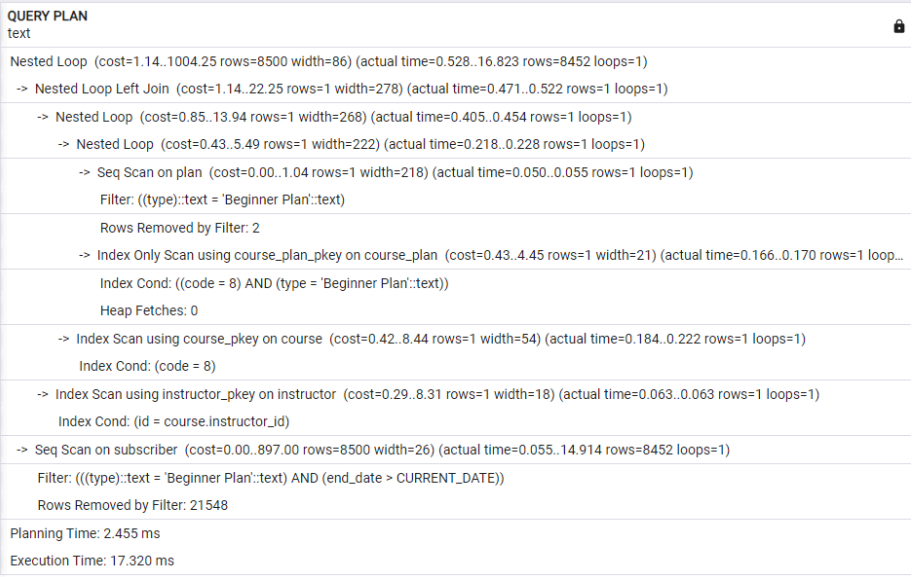 QUERY PLAN
text
Nested Loop (cost=1.14..1004.25 rows=8500 width=86) (actual time=0.528..16.823 rows=8452 loops=1)
-> Nested Loop Left Join (cost=1.14..22.25 rows=1 width=278) (actual time=0.471..0.522 rows=1 loops=1)
-> Nested Loop (cost=0.85..13.94 rows=1 width=268) (actual time=0.405..0.454 rows=1 loops=1)
-> Nested Loop (cost=0.43..5.49 rows=1 width=222) (actual time=0.218..0.228 rows=1 loops=1)
-> Seq Scan on plan (cost=0.00..1.04 rows=1 width=218) (actual time=0.050..0.055 rows=1 loops=1)
Filter: ((type)::text = 'Beginner Plan'::text)
Rows Removed by Filter: 2
-> Index Only Scan using course_plan_pkey on course_plan (cost=0.43..4.45 rows=1 width=21) (actual time=0.166..0.170 rows=1 loop...
Index Cond: ((code = 8) AND (type = 'Beginner Plan'::text))
Heap Fetches: 0
-> Index Scan using course_pkey on course (cost=0.42..8.44 rows=1 width=54) (actual time=0.184..0.222 rows=1 loops=1)
Index Cond: (code = 8)
-> Index Scan using instructor_pkey on instructor (cost=0.29..8.31 rows=1 width=18) (actual time=0.063..0.063 rows=1 loops=1)
Index Cond: (id = course.instructor_id)
-> Seq Scan on subscriber (cost=0.00..897.00 rows=8500 width=26) (actual time=0.055..14.914 rows=8452 loops=1)
Filter: (((type)::text = 'Beginner Plan'::text) AND (end_date > CURRENT_DATE))
Rows Removed by Filter: 21548
Planning Time: 2.455 ms
Execution Time: 17.320 ms